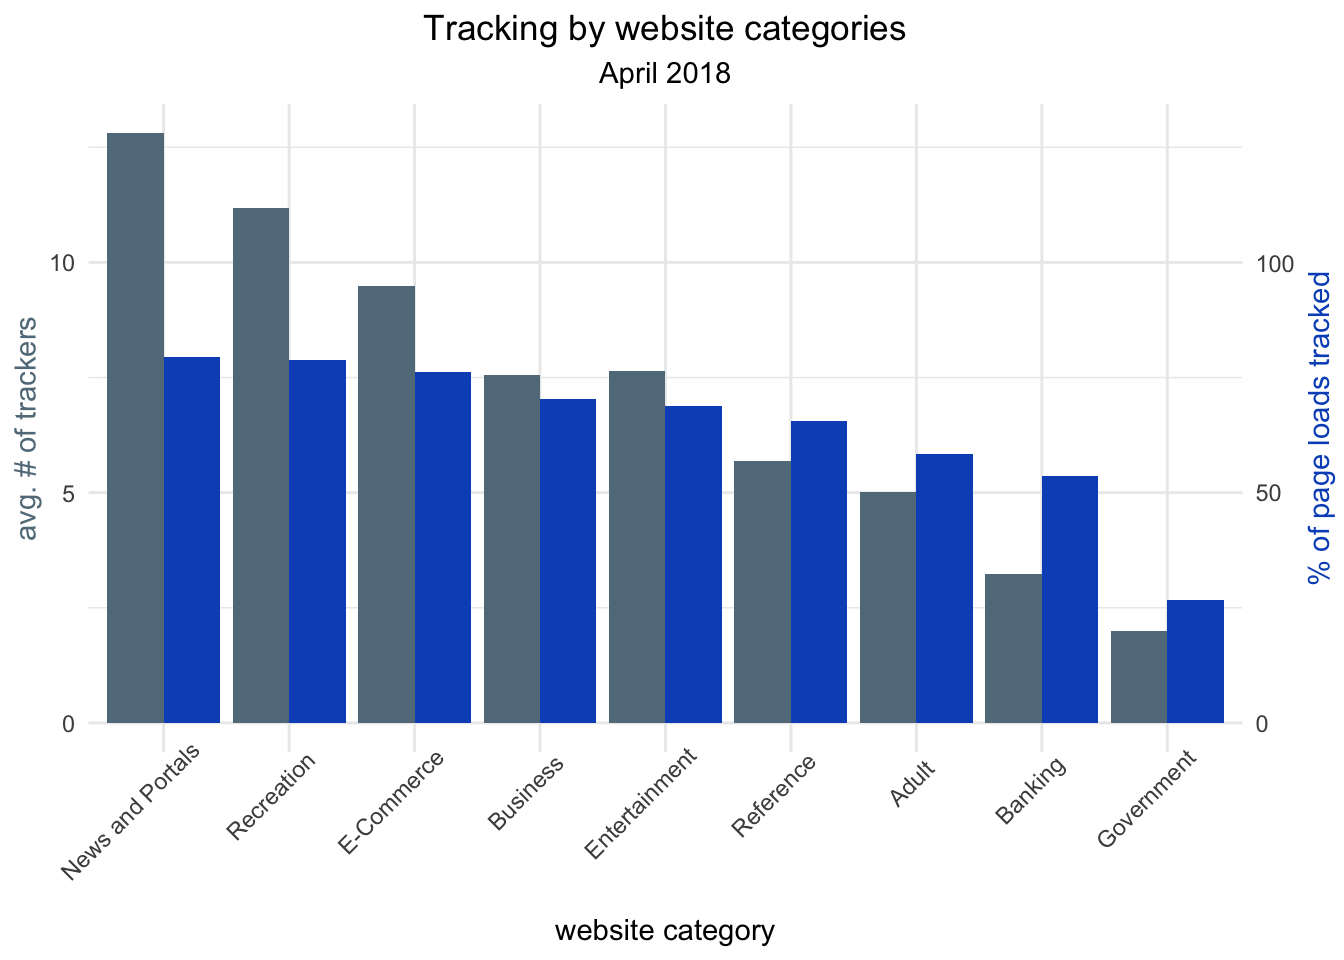 Tracking by website categories
April 2018
avg. # of trackers
10
5
0
100
50
0
% of page loads tracked
News and Portals
Recreation
E-Commerce
Business
Entertainment
Reference
Adult
Banking
Government
website category